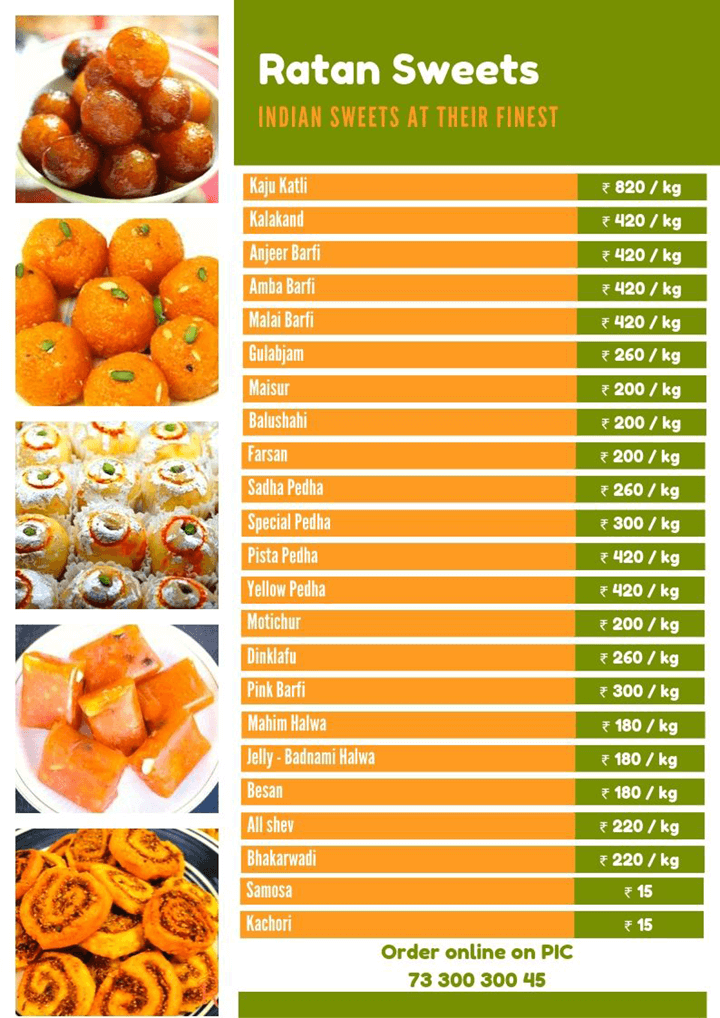 Ratan Sweets
INDIAN SWEETS AT THEIR FINEST
Kaju Katli ₹ 820 / kg
Kalakand ₹ 420 / kg
Anjeer Barfi ₹ 420 / kg
Amba Barfi ₹ 420 / kg
Malai Barfi ₹ 420 / kg
Gulabjam ₹ 260 / kg
Maisur ₹ 200 / kg
Balushahi ₹ 200 / kg
Farsan ₹ 200 / kg
Sadha Pedha ₹ 260 / kg
Special Pedha ₹ 300 / kg
Pista Pedha ₹ 420 / kg
Yellow Pedha ₹ 420 / kg
Motichur ₹ 200 / kg
Dinklafu ₹ 260 / kg
Pink Barfi ₹ 300 / kg
Mahim Halwa ₹ 180 / kg
Jelly - Badnami Halwa ₹ 180 / kg
Besan ₹ 180 / kg
All shev ₹ 220 / kg
Bhakarwadi ₹ 220 / kg
Samosa ₹ 15
Kachori ₹ 15
Order online on PIC
73 300 300 45